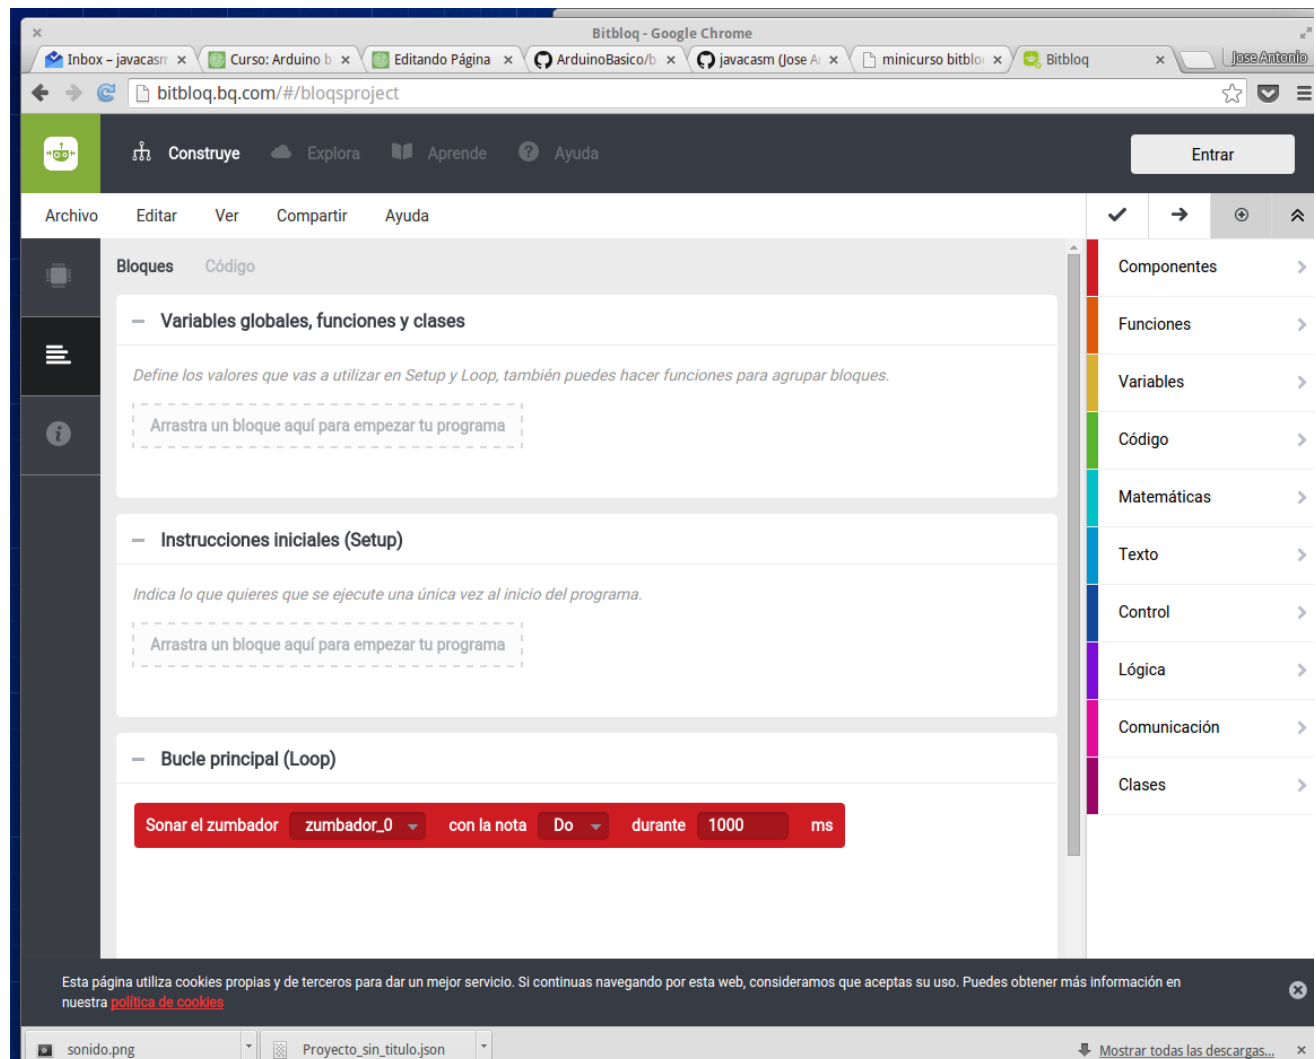 Bitbloq - Google Chrome
Inbox – javacasm
Curso: Arduino b
Editando Página
ArduinoBasico/b
javacasm (Jose A
minicurso bitblo
Bitbloq
Jose Antonio
bitbloq.bq.com/#/bloqsproject
Construye Explora Aprende Ayuda
Entrar
Archivo Editar Ver Compartir Ayuda
Bloques Código
Variables globales, funciones y clases
Define los valores que vas a utilizar en Setup y Loop, también puedes hacer funciones para agrupar bloques.
Arrastra un bloque aquí para empezar tu programa
Instrucciones iniciales (Setup)
Indica lo que quieres que se ejecute una única vez al inicio del programa.
Arrastra un bloque aquí para empezar tu programa
Bucle principal (Loop)
Sonar el zumbador zumbador_0 con la nota Do durante 1000 ms
Componentes
Funciones
Variables
Código
Matemáticas
Texto
Control
Lógica
Comunicación
Clases
Esta página utiliza cookies propias y de terceros para dar un mejor servicio. Si continuas navegando por esta web, consideramos que aceptas su uso. Puedes obtener más información en
nuestra política de cookies
sonido.png
Proyecto_sin_titulo.json
Mostrar todas las descargas...